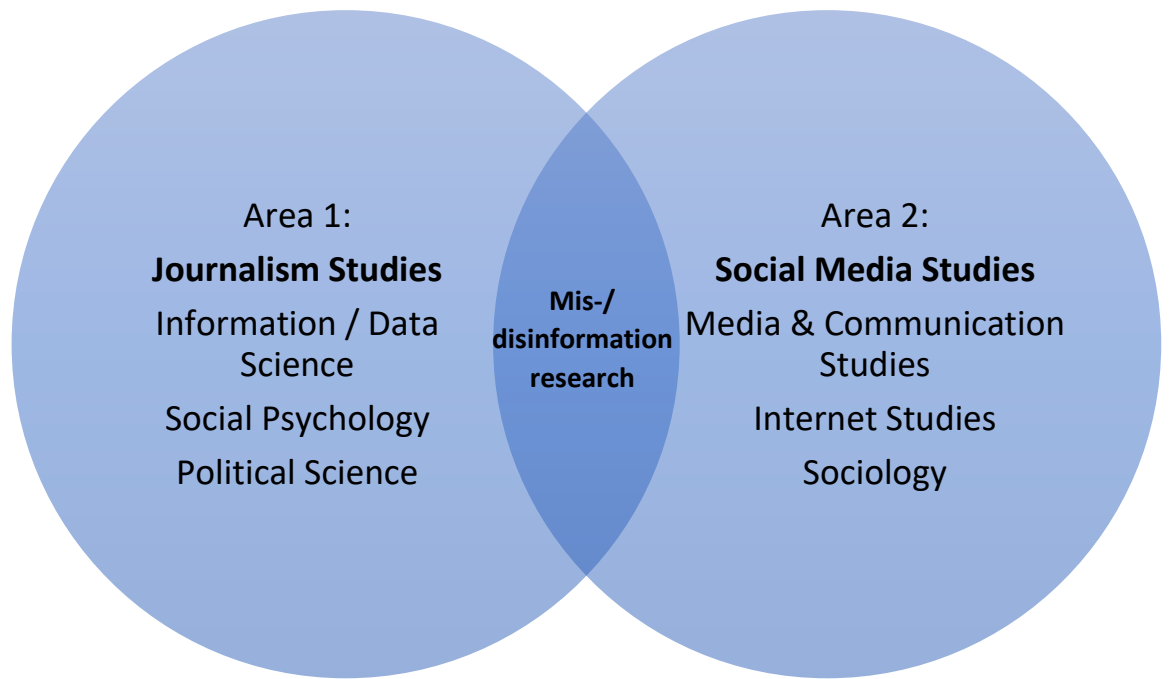 Area 1:
Journalism Studies
Information / Data
Science
Social Psychology
Political Science
Mis-/
disinformation
research
Area 2:
Social Media Studies
Media & Communication
Studies
Internet Studies
Sociology